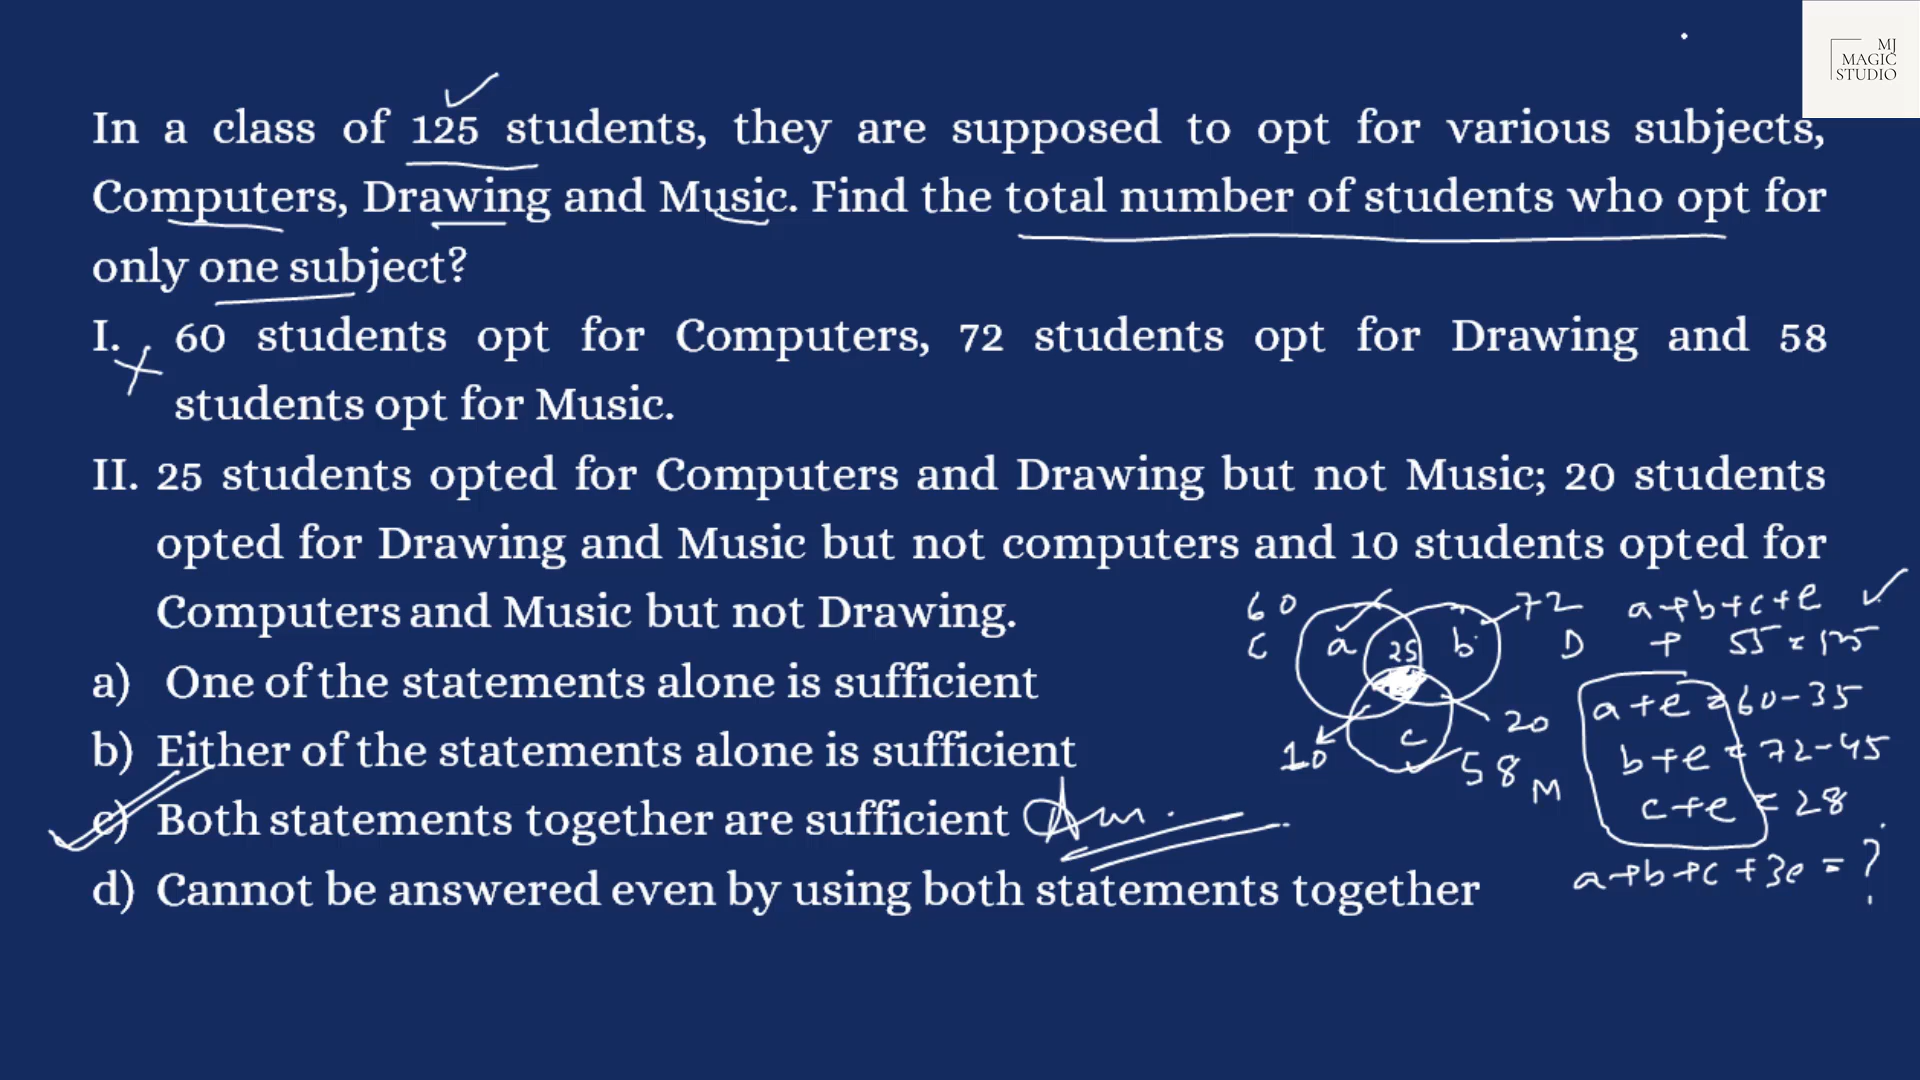 MJ
MAGIC
STUDIO
In a class of 125 students, they are supposed to opt for various subjects,
Computers, Drawing and Music. Find the total number of students who opt for
only one subject?
I. 60 students opt for Computers, 72 students opt for Drawing and 58
students opt for Music.
II. 25 students opted for Computers and Drawing but not Music; 20 students
opted for Drawing and Music but not computers and 10 students opted for
Computers and Music but not Drawing.
a) One of the statements alone is sufficient
b) Either of the statements alone is sufficient
c) Both statements together are sufficient Ans.
d) Cannot be answered even by using both statements together
60 72
C a 25 b D
10 c 20
58 M
a+b+c+e
+ 55 = 125
a+e = 60-35
b+e = 72-45
c+e = 28
a+b+c+3e = ?